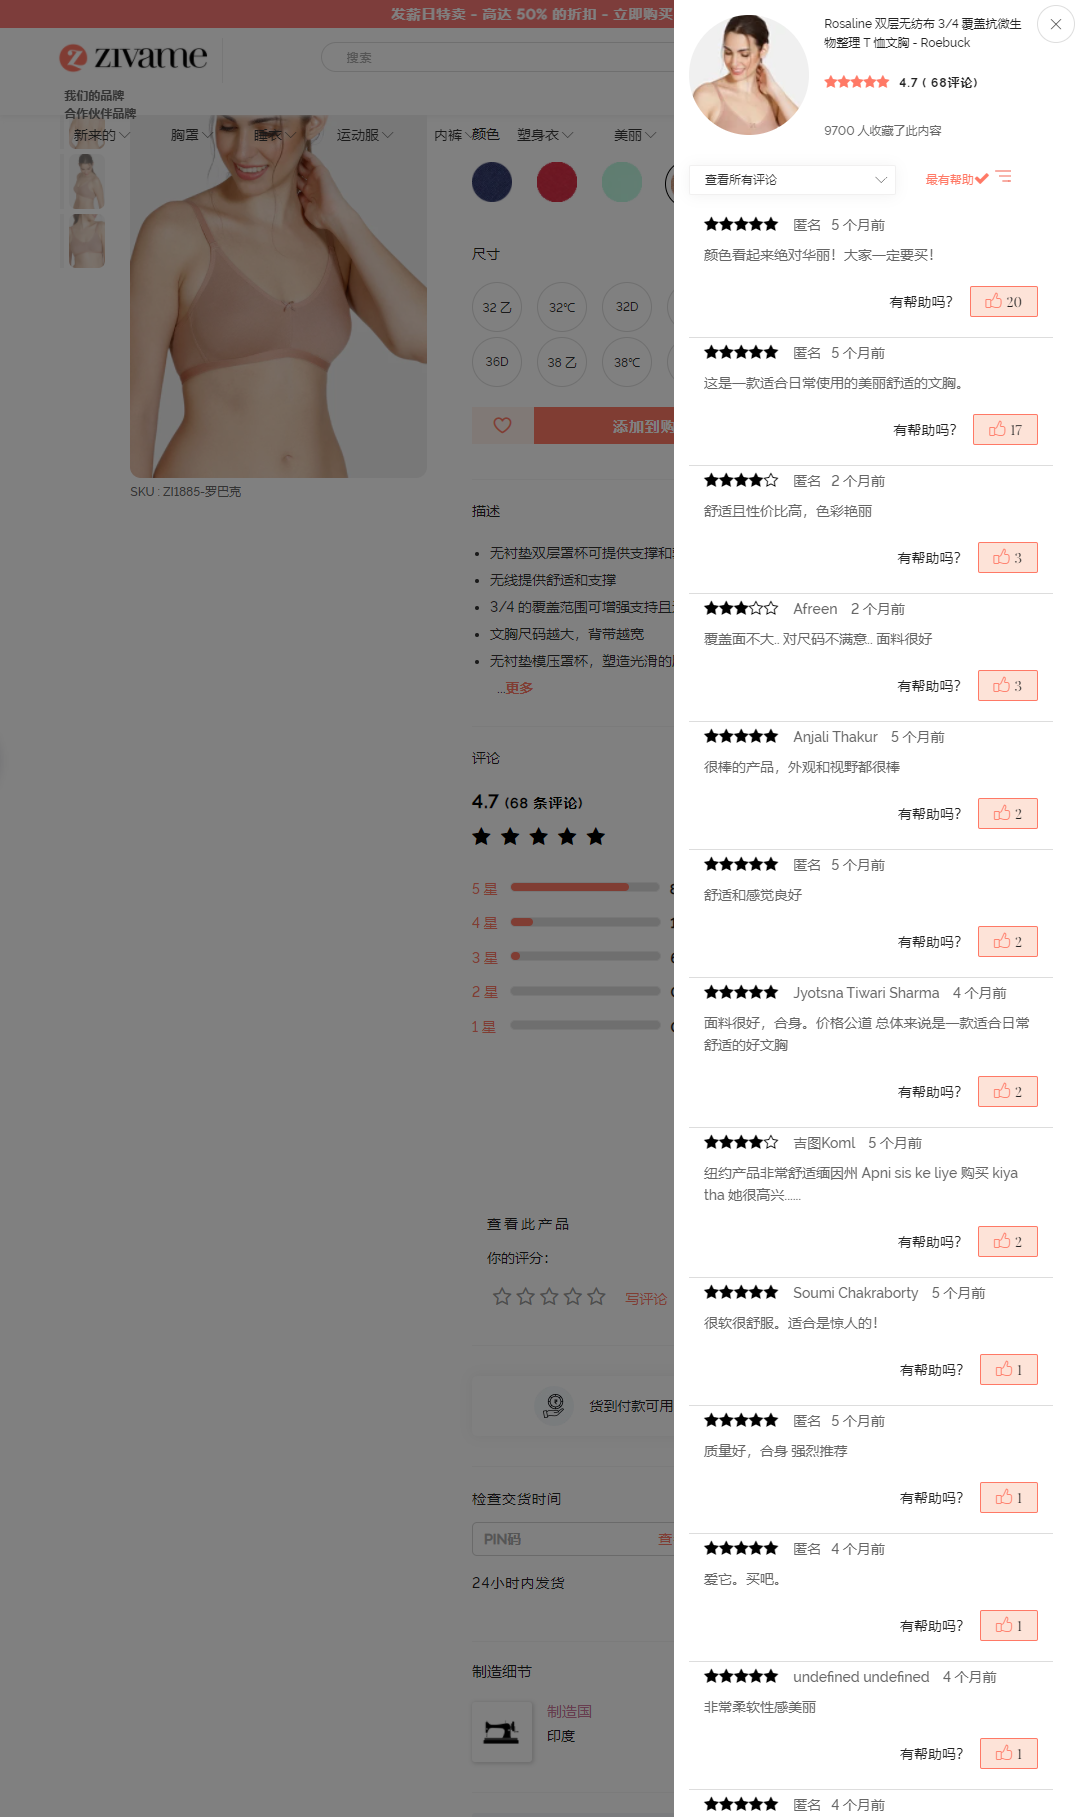 发薪日特卖 - 高达 50% 的折扣 - 立即购买
zivame
搜索
我们的品牌
合作伙伴品牌
新来的
胸罩
睡衣
运动服
内裤
塑身衣
美丽
颜色
尺寸
32 乙
32℃
32D
36D
38 乙
38℃
添加到购
SKU : ZI1885-罗巴克
描述
无衬垫双层罩杯可提供支撑和
无线提供舒适和支撑
3/4 的覆盖范围可增强支持且
文胸尺码越大，背带越宽
无衬垫模压罩杯，塑造光滑的
...更多
评论
4.7 (68 条评论)
5 星
4 星
3 星
2 星
1 星
查看此产品
你的评分：
写评论
货到付款可用
检查交货时间
PIN码
查
24小时内发货
制造细节
制造国
印度
Rosaline 双层无纺布 3/4 覆盖抗微生
物整理 T 恤文胸 - Roebuck
4.7 ( 68评论)
9700 人收藏了此内容
查看所有评论
最有帮助
匿名 5 个月前
颜色看起来绝对华丽！大家一定要买！
有帮助吗？ 20
匿名 5 个月前
这是一款适合日常使用的美丽舒适的文胸。
有帮助吗？ 17
匿名 2 个月前
舒适且性价比高，色彩艳丽
有帮助吗？ 3
Afreen 2 个月前
覆盖面不大.. 对尺码不满意.. 面料很好
有帮助吗？ 3
Anjali Thakur 5 个月前
很棒的产品，外观和视野都很棒
有帮助吗？ 2
匿名 5 个月前
舒适和感觉良好
有帮助吗？ 2
Jyotsna Tiwari Sharma 4 个月前
面料很好，合身。价格公道 总体来说是一款适合日常
舒适的好文胸
有帮助吗？ 2
吉图Koml 5 个月前
纽约产品非常舒适缅因州 Apni sis ke liye 购买 kiya
tha 她很高兴......
有帮助吗？ 2
Soumi Chakraborty 5 个月前
很软很舒服。适合是惊人的！
有帮助吗？ 1
匿名 5 个月前
质量好，合身 强烈推荐
有帮助吗？ 1
匿名 4 个月前
爱它。买吧。
有帮助吗？ 1
undefined undefined 4 个月前
非常柔软性感美丽
有帮助吗？ 1
匿名 4 个月前